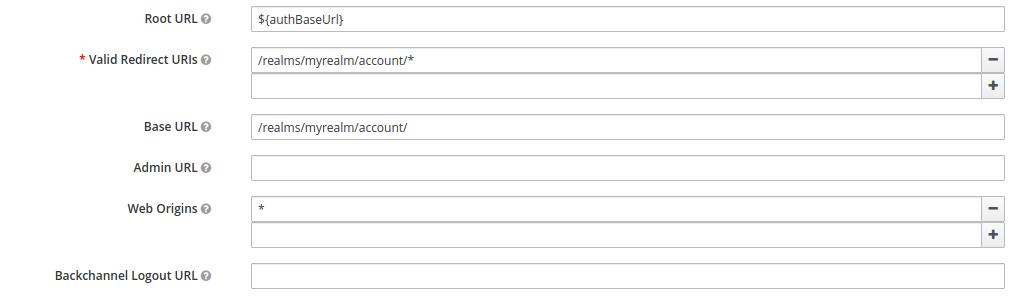 Root URL ${authBaseUrl}
* Valid Redirect URIs /realms/myrealm/account/*
Base URL /realms/myrealm/account/
Admin URL
Web Origins *
Backchannel Logout URL